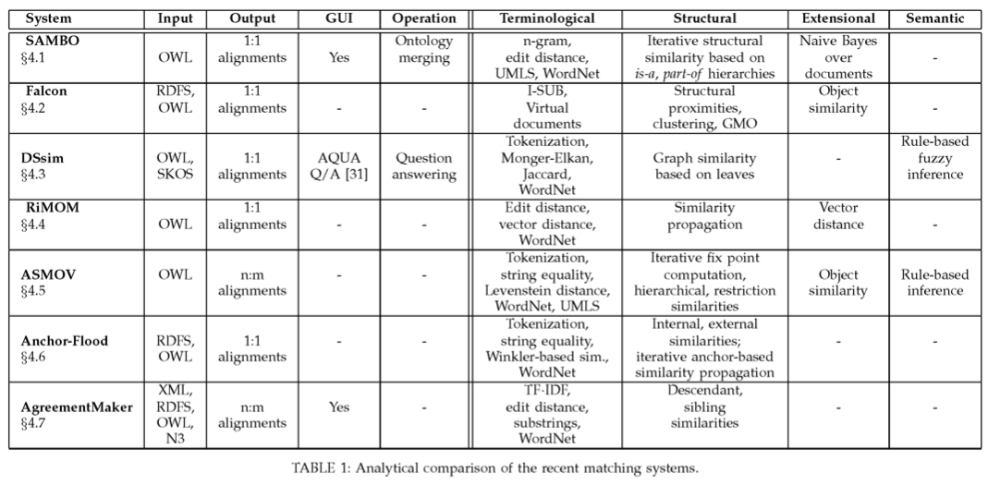 System Input Output GUI Operation Terminological Structural Extensional Semantic
SAMBO
§4.1
OWL
1:1
alignments
Yes
Ontology
merging
n-gram,
edit distance,
UMLS, WordNet
Iterative structural
similarity based on
is-a, part-of hierarchies
Naive Bayes
over
documents
-
Falcon
§4.2
RDFS,
OWL
1:1
alignments
-
-
I-SUB,
Virtual
documents
Structural
proximities,
clustering, GMO
Object
similarity
-
DSsim
§4.3
OWL,
SKOS
1:1
alignments
AQUA
Q/A [31]
Question
answering
Tokenization,
Monger-Elkan,
Jaccard,
WordNet
Graph similarity
based on leaves
-
Rule-based
fuzzy
inference
RiMOM
§4.4
OWL
1:1
alignments
-
-
Edit distance,
vector distance,
WordNet
Similarity
propagation
Vector
distance
-
ASMOV
§4.5
OWL
n:m
alignments
-
-
Tokenization,
string equality,
Levenstein distance,
WordNet, UMLS
Iterative fix point
computation,
hierarchical, restriction
similarities
Object
similarity
Rule-based
inference
Anchor-Flood
§4.6
RDFS,
OWL
1:1
alignments
-
-
Tokenization,
string equality,
Winkler-based sim.,
WordNet
Internal, external
similarities;
iterative anchor-based
similarity propagation
-
-
AgreementMaker
§4.7
XML,
RDFS,
OWL,
N3
n:m
alignments
Yes
-
TF·IDF,
edit distance,
substrings,
WordNet
Descendant,
sibling
similarities
-
-
TABLE 1: Analytical comparison of the recent matching systems.